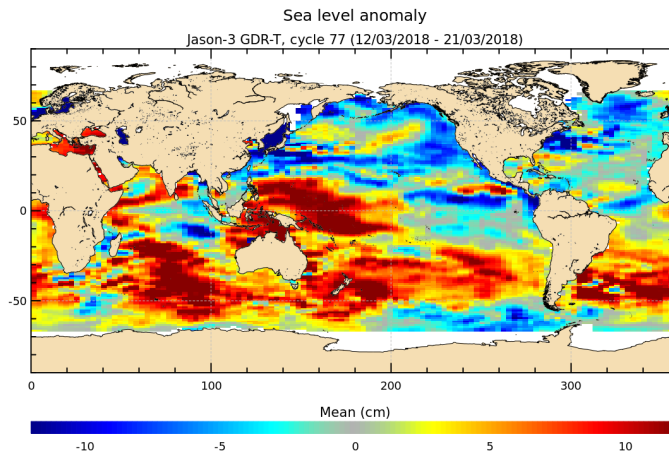 Sea level anomaly
Jason-3 GDR-T, cycle 77 (12/03/2018 - 21/03/2018)
50
0
-50
0 100 200 300
Mean (cm)
-10 -5 0 5 10